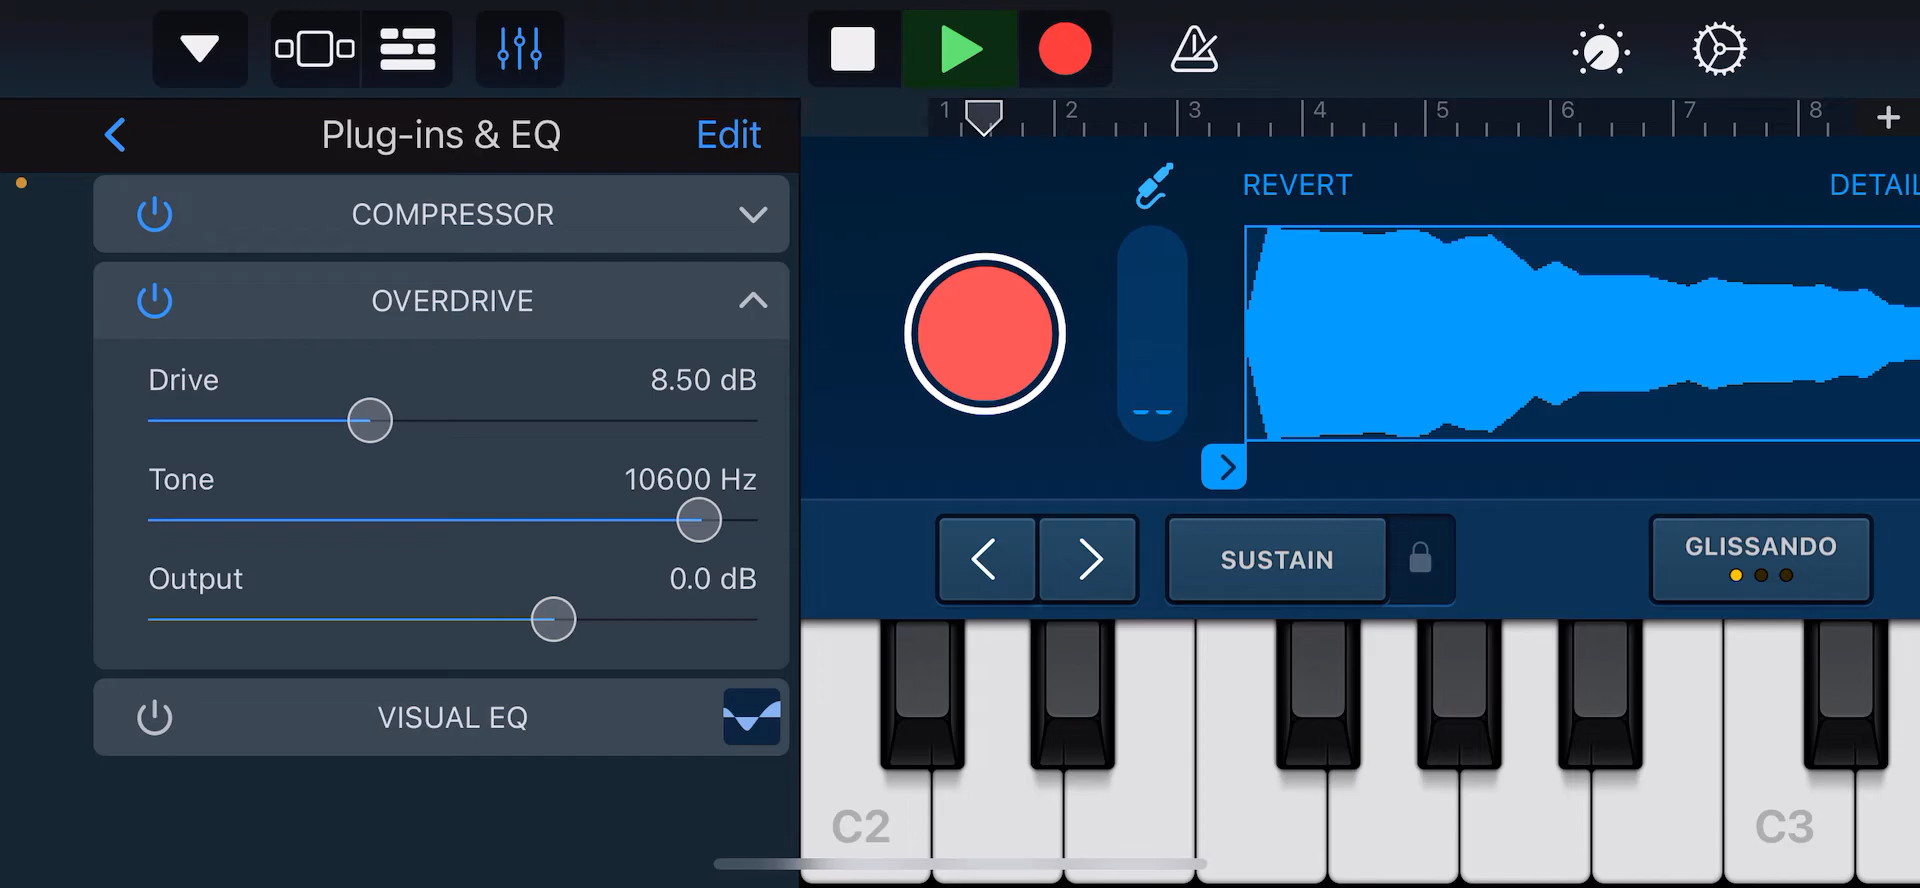 Plug-ins & EQ
Edit
COMPRESSOR
OVERDRIVE
Drive
8.50 dB
Tone
10600 Hz
Output
0.0 dB
VISUAL EQ
1 2 3 4 5 6 7 8
REVERT
DETAIL
SUSTAIN
GLISSANDO
C2
C3